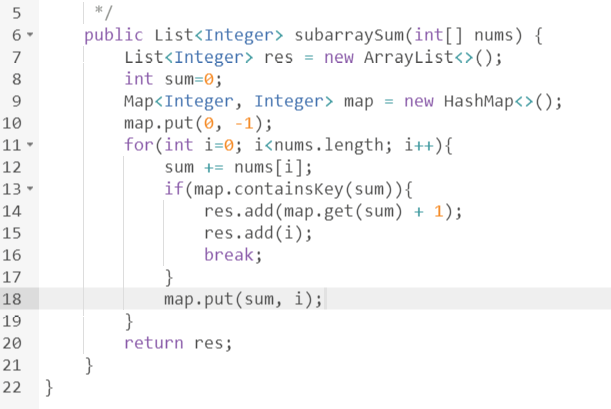 5 */
6 public List<Integer> subarraySum(int[] nums) {
7 List<Integer> res = new ArrayList<>();
8 int sum=0;
9 Map<Integer, Integer> map = new HashMap<>();
10 map.put(0, -1);
11 for(int i=0; i<nums.length; i++){
12 sum += nums[i];
13 if(map.containsKey(sum)){
14 res.add(map.get(sum) + 1);
15 res.add(i);
16 break;
17 }
18 map.put(sum, i);
19 }
20 return res;
21 }
22 }